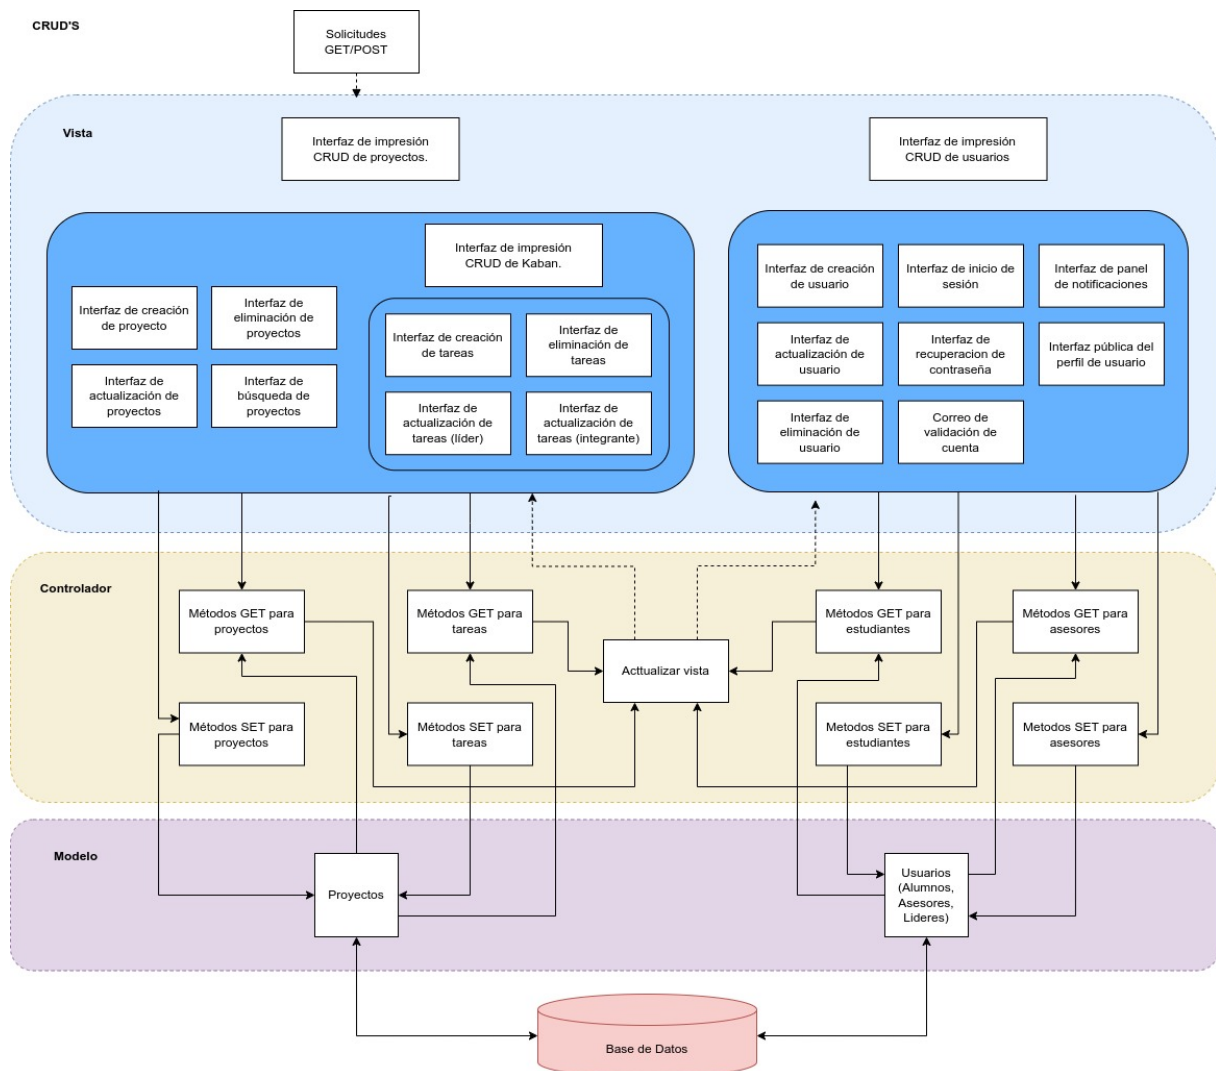 CRUD'S
Solicitudes
GET/POST
Vista
Interfaz de impresión
CRUD de proyectos.
Interfaz de impresión
CRUD de usuarios
Interfaz de impresión
CRUD de Kaban.
Interfaz de creación
de proyecto
Interfaz de
eliminación de
proyectos
Interfaz de
actualización de
proyectos
Interfaz de
búsqueda de
proyectos
Interfaz de creación
de tareas
Interfaz de
eliminación de
tareas
Interfaz de
actualización de
tareas (líder)
Interfaz de
actualización de
tareas (integrante)
Interfaz de creación
de usuario
Interfaz de inicio de
sesión
Interfaz de panel
de notificaciones
Interfaz de
actualización de
usuario
Interfaz de
recuperacion de
contraseña
Interfaz pública del
perfil de usuario
Interfaz de
eliminación de
usuario
Correo de
validación de
cuenta
Controlador
Métodos GET para
proyectos
Métodos GET para
tareas
Acttualizar vista
Métodos GET para
estudiantes
Métodos GET para
asesores
Métodos SET para
proyectos
Métodos SET para
tareas
Metodos SET para
estudiantes
Metodos SET para
asesores
Modelo
Proyectos
Usuarios
(Alumnos,
Asesores,
Lideres)
Base de Datos